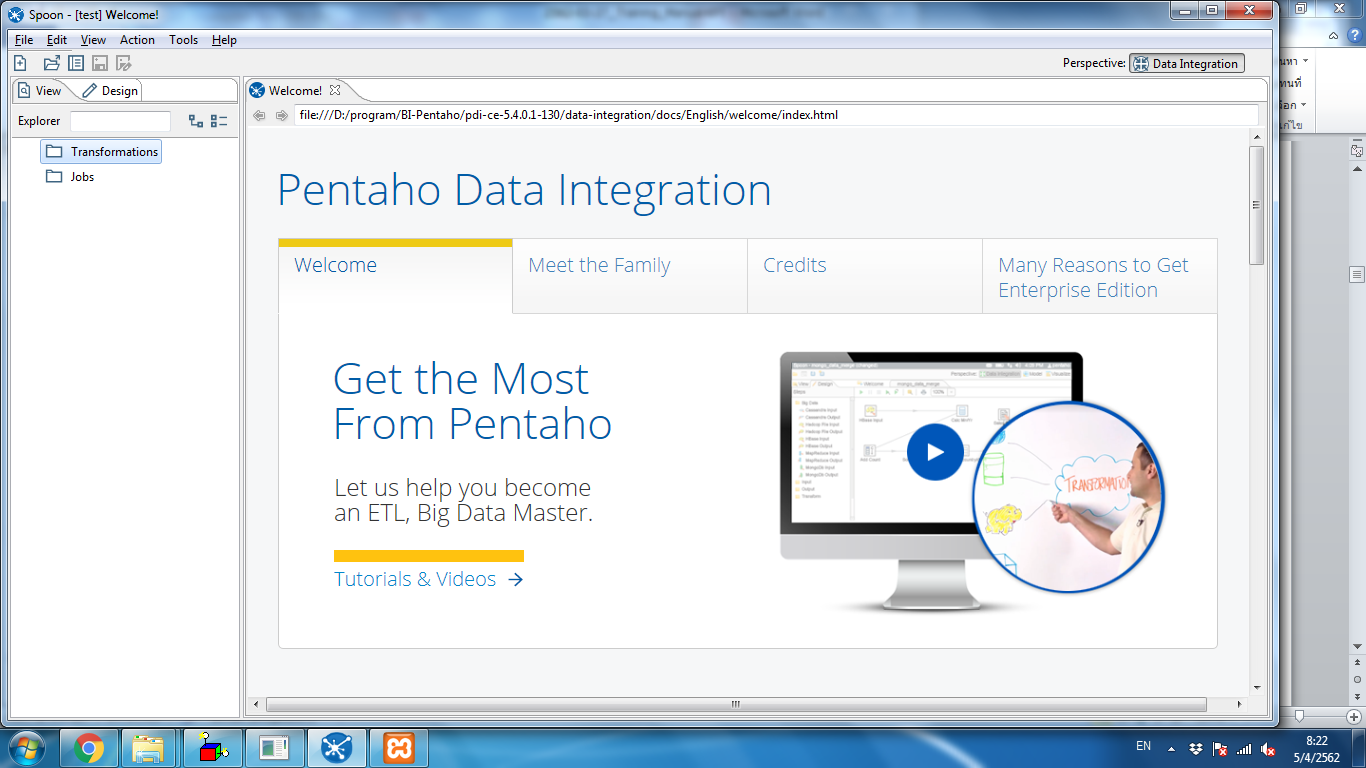 Spoon - [test] Welcome!
File Edit View Action Tools Help
Perspective: Data Integration
View Design
Welcome!
Explorer
file:///D:/program/BI-Pentaho/pdi-ce-5.4.0.1-130/data-integration/docs/English/welcome/index.html
Transformations
Jobs
Pentaho Data Integration
Welcome
Meet the Family
Credits
Many Reasons to Get
Enterprise Edition
Get the Most
From Pentaho
Let us help you become
an ETL, Big Data Master.
Tutorials & Videos
TRANSFORMATION
EN
8:22
5/4/2562